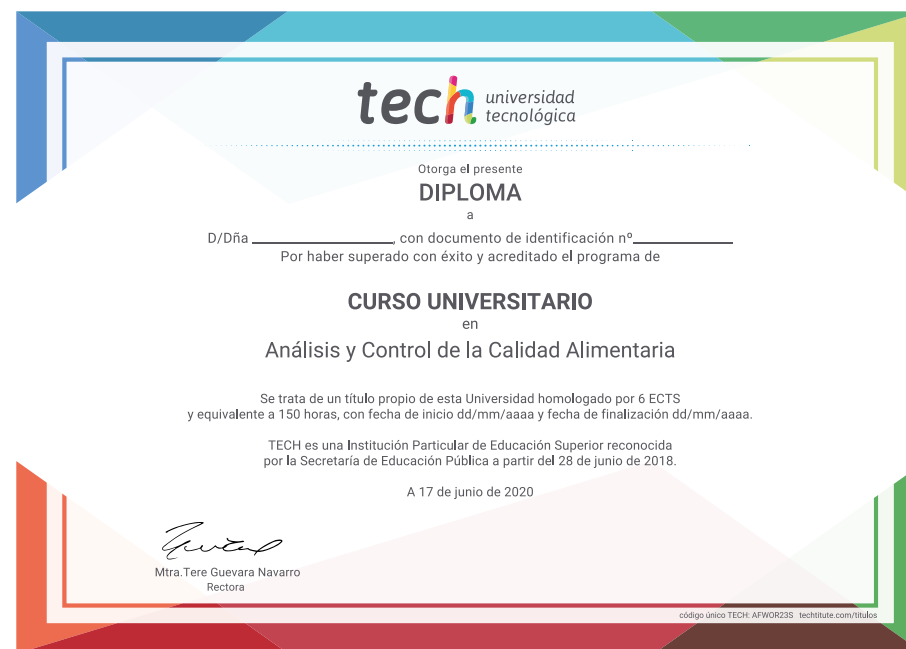 tech universidad
tecnológica
Otorga el presente
DIPLOMA
a
D/Dña ____________________, con documento de identificación nº______________
Por haber superado con éxito y acreditado el programa de
CURSO UNIVERSITARIO
en
Análisis y Control de la Calidad Alimentaria
Se trata de un título propio de esta Universidad homologado por 6 ECTS
y equivalente a 150 horas, con fecha de inicio dd/mm/aaaa y fecha de finalización dd/mm/aaaa.
TECH es una Institución Particular de Educación Superior reconocida
por la Secretaría de Educación Pública a partir del 28 de junio de 2018.
A 17 de junio de 2020
Mtra.Tere Guevara Navarro
Rectora
código único TECH: AFWOR23S techtitute.com/titulos